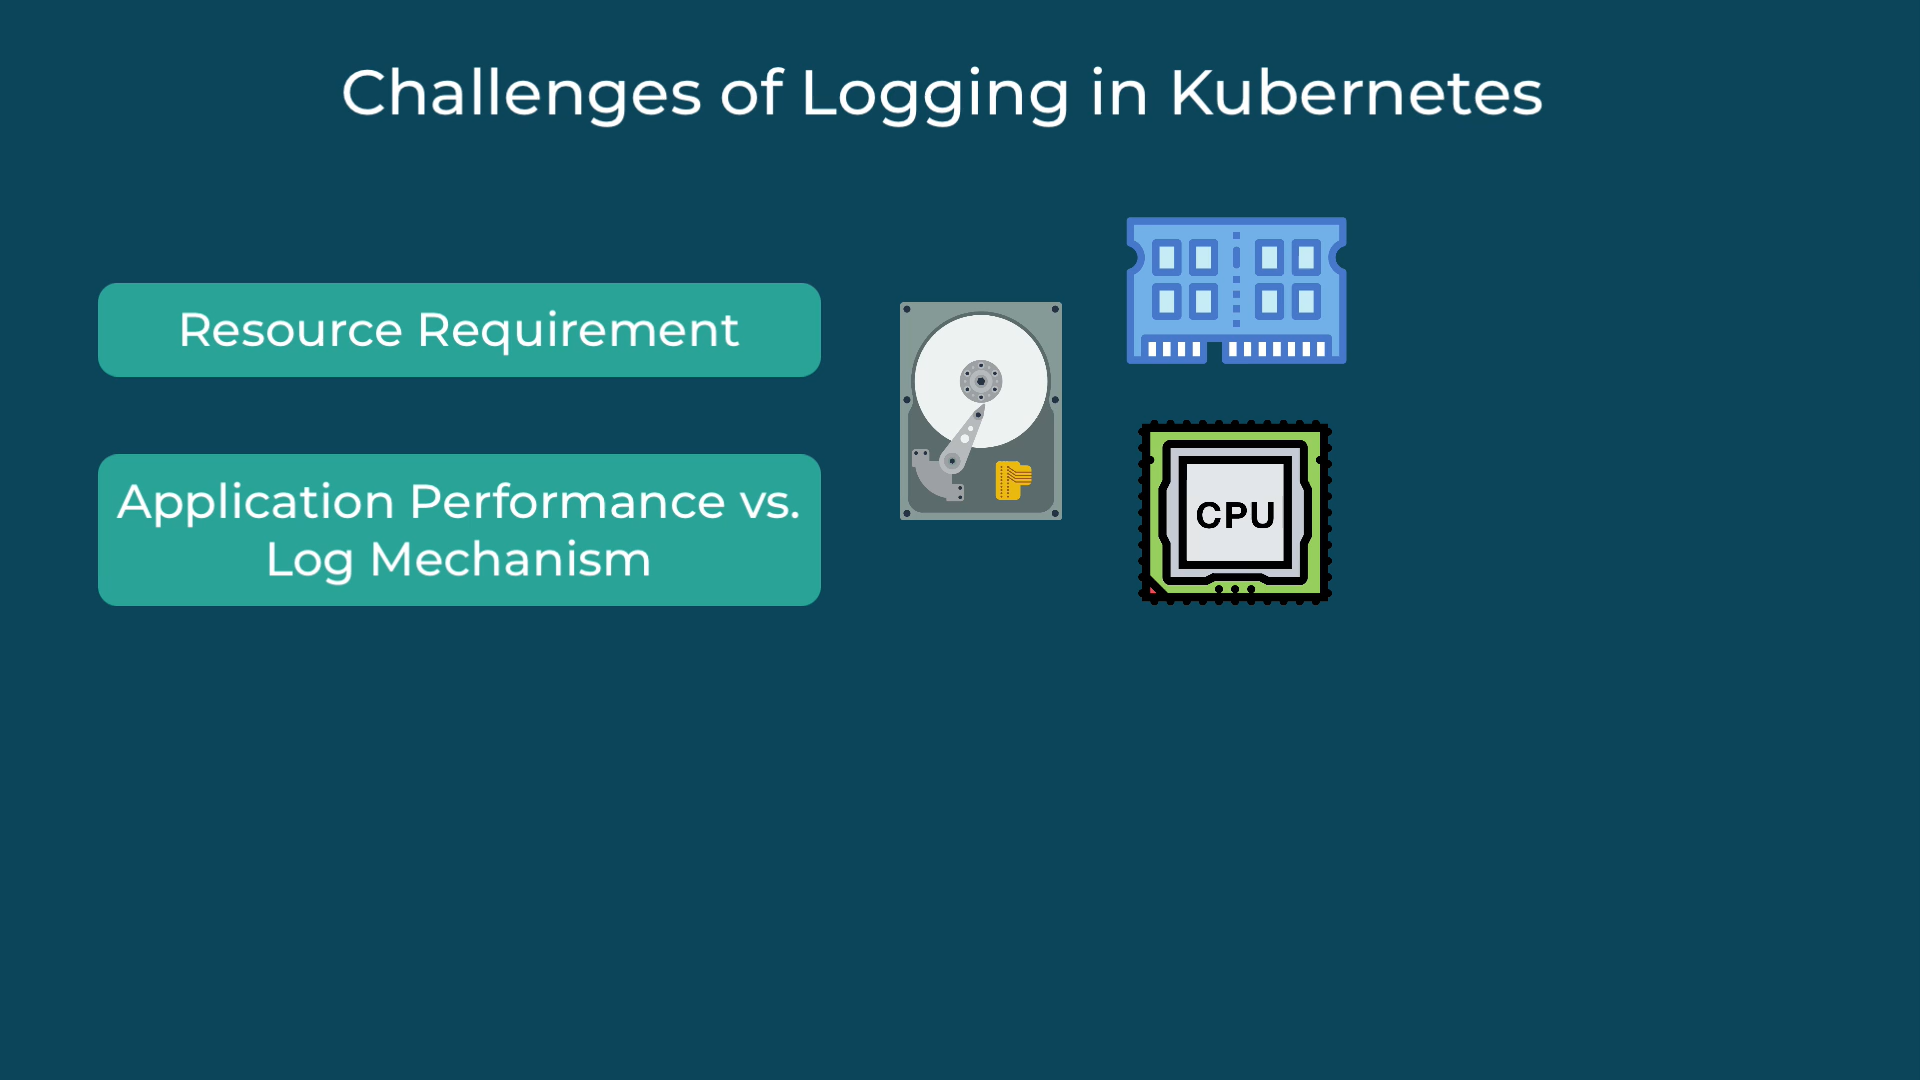 Challenges of Logging in Kubernetes
Resource Requirement
Application Performance vs.
Log Mechanism
CPU